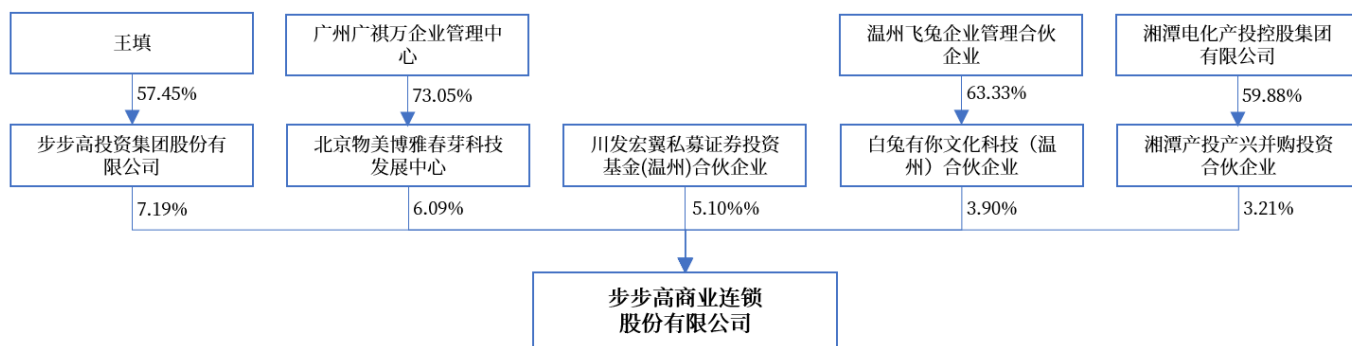 王填
广州广祺万企业管理中
心
温州飞兔企业管理合伙
企业
湘潭电化产投控股集团
有限公司
57.45%
73.05%
63.33%
59.88%
步步高投资集团股份有
限公司
北京物美博雅春芽科技
发展中心
川发宏翼私募证券投资
基金(温州)合伙企业
白兔有你文化科技（温
州）合伙企业
湘潭产投产兴并购投资
合伙企业
7.19%
6.09%
5.10%%
3.90%
3.21%
步步高商业连锁
股份有限公司